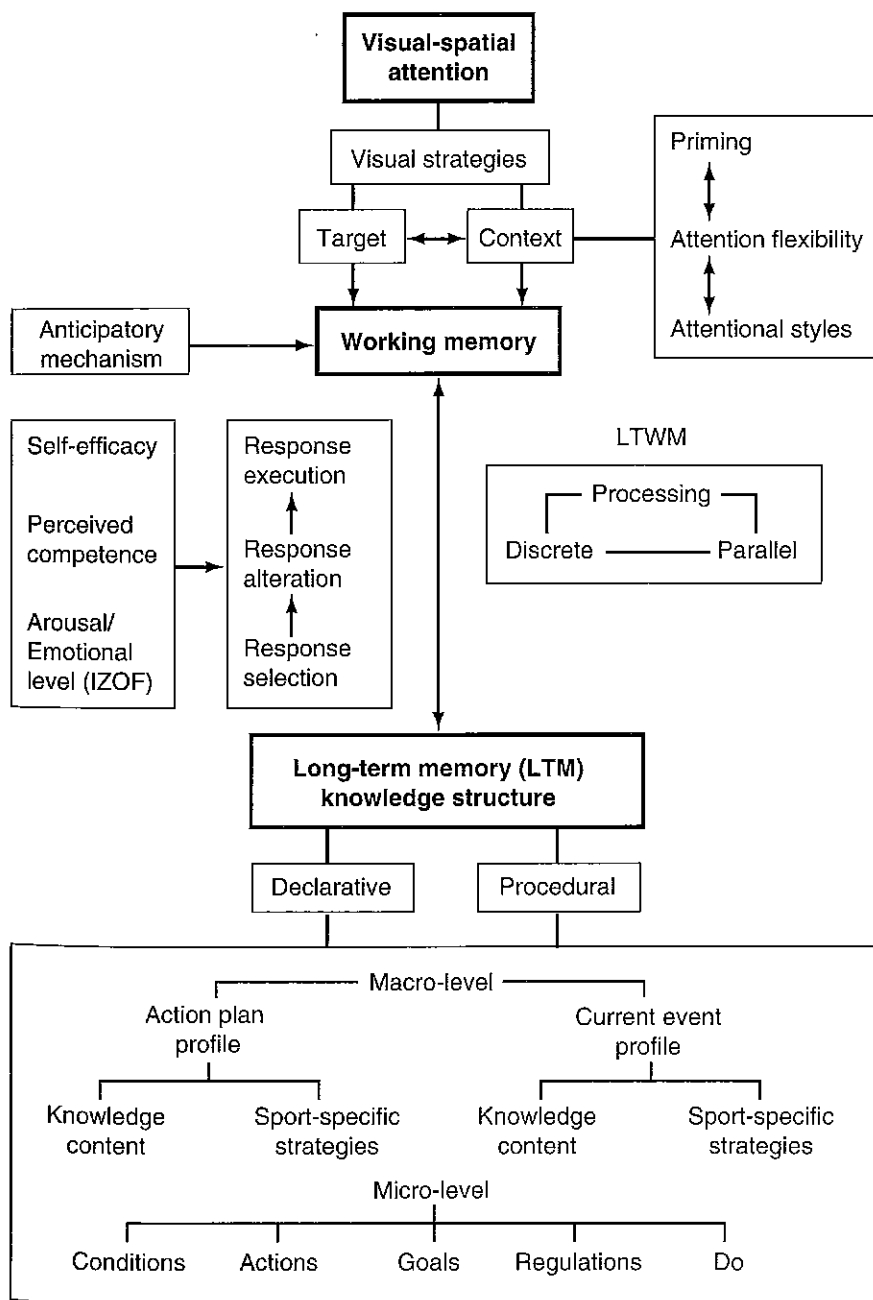 Visual-spatial
attention
Visual strategies
Target
Context
Priming
Attention flexibility
Attentional styles
Anticipatory
mechanism
Working memory
Self-efficacy
Perceived
competence
Arousal/
Emotional
level (IZOF)
Response
execution
Response
alteration
Response
selection
LTWM
Processing
Discrete
Parallel
Long-term memory (LTM)
knowledge structure
Declarative
Procedural
Macro-level
Action plan
profile
Current event
profile
Knowledge
content
Sport-specific
strategies
Knowledge
content
Sport-specific
strategies
Micro-level
Conditions
Actions
Goals
Regulations
Do